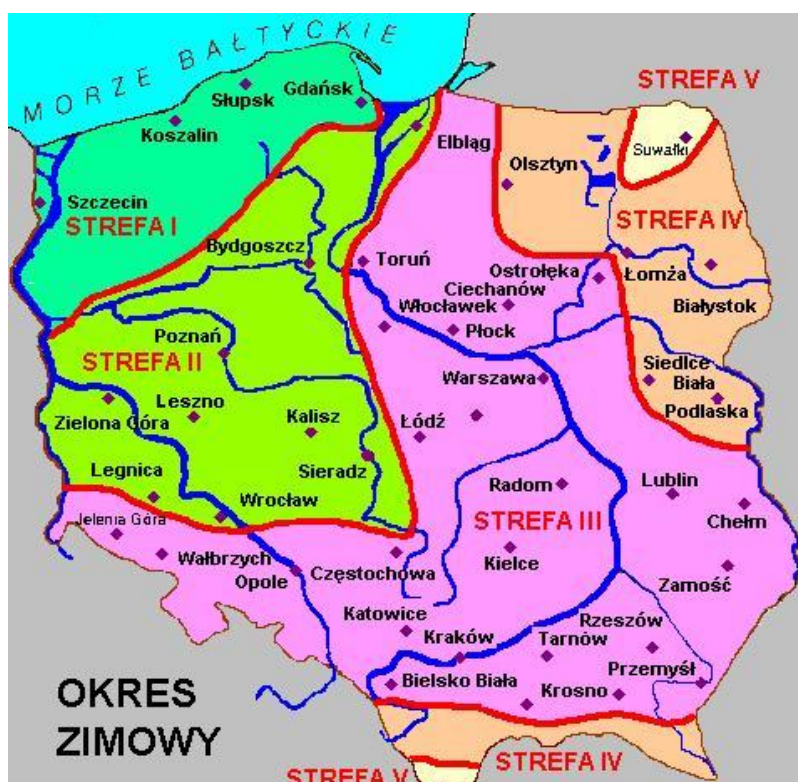 MORZE BAŁTYCKIE
STREFA V
Słupsk
Gdańsk
Koszalin
Elbląg
Suwałki
Olsztyn
Szczecin
STREFA I
STREFA IV
Bydgoszcz
Toruń
Ostrołęka
Łomża
Ciechanów
Włocławek
Białystok
Płock
Poznań
STREFA II
Siedlce
Warszawa
Biała
Podlaska
Leszno
Zielona Góra
Kalisz
Łódź
Legnica
Sieradz
Lublin
Radom
Wrocław
Chełm
Jelenia Góra
STREFA III
Wałbrzych
Kielce
Opole
Częstochowa
Zamość
Katowice
Rzeszów
Kraków
Tarnów
Przemyśl
Bielsko Biała
Krosno
OKRES
ZIMOWY
STREFA IV
STREFA V